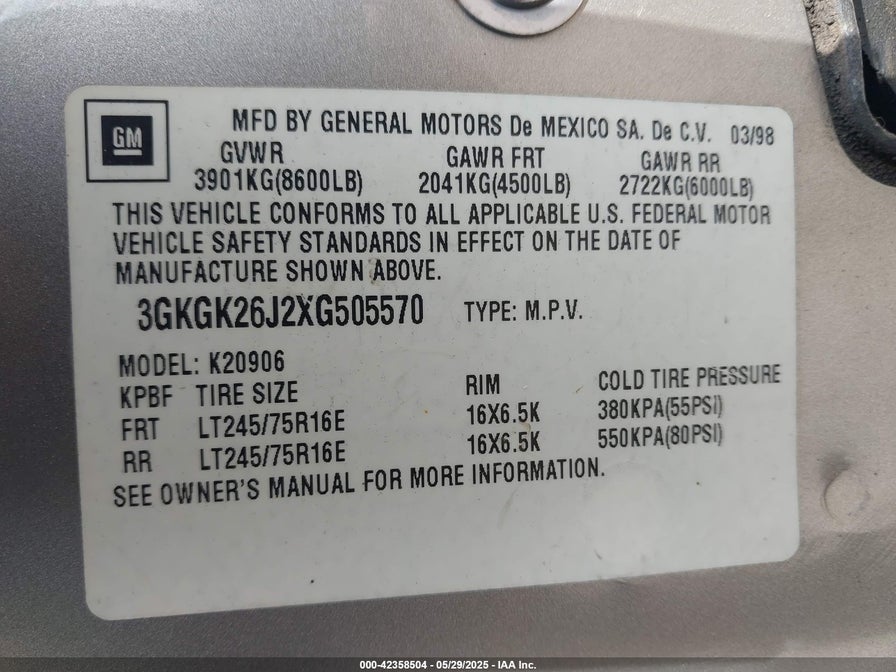 GM
MFD BY GENERAL MOTORS De MEXICO SA. De C.V. 03/98
GVWR GAWR FRT GAWR RR
3901KG(8600LB) 2041KG(4500LB) 2722KG(6000LB)
THIS VEHICLE CONFORMS TO ALL APPLICABLE U.S. FEDERAL MOTOR
VEHICLE SAFETY STANDARDS IN EFFECT ON THE DATE OF
MANUFACTURE SHOWN ABOVE.
3GKGK26J2XG505570 TYPE: M.P.V.
MODEL: K20906
KPBF TIRE SIZE RIM COLD TIRE PRESSURE
FRT LT245/75R16E 16X6.5K 380KPA(55PSI)
RR LT245/75R16E 16X6.5K 550KPA(80PSI)
SEE OWNER'S MANUAL FOR MORE INFORMATION.
000-42358504 - 05/29/2025 - IAA Inc.